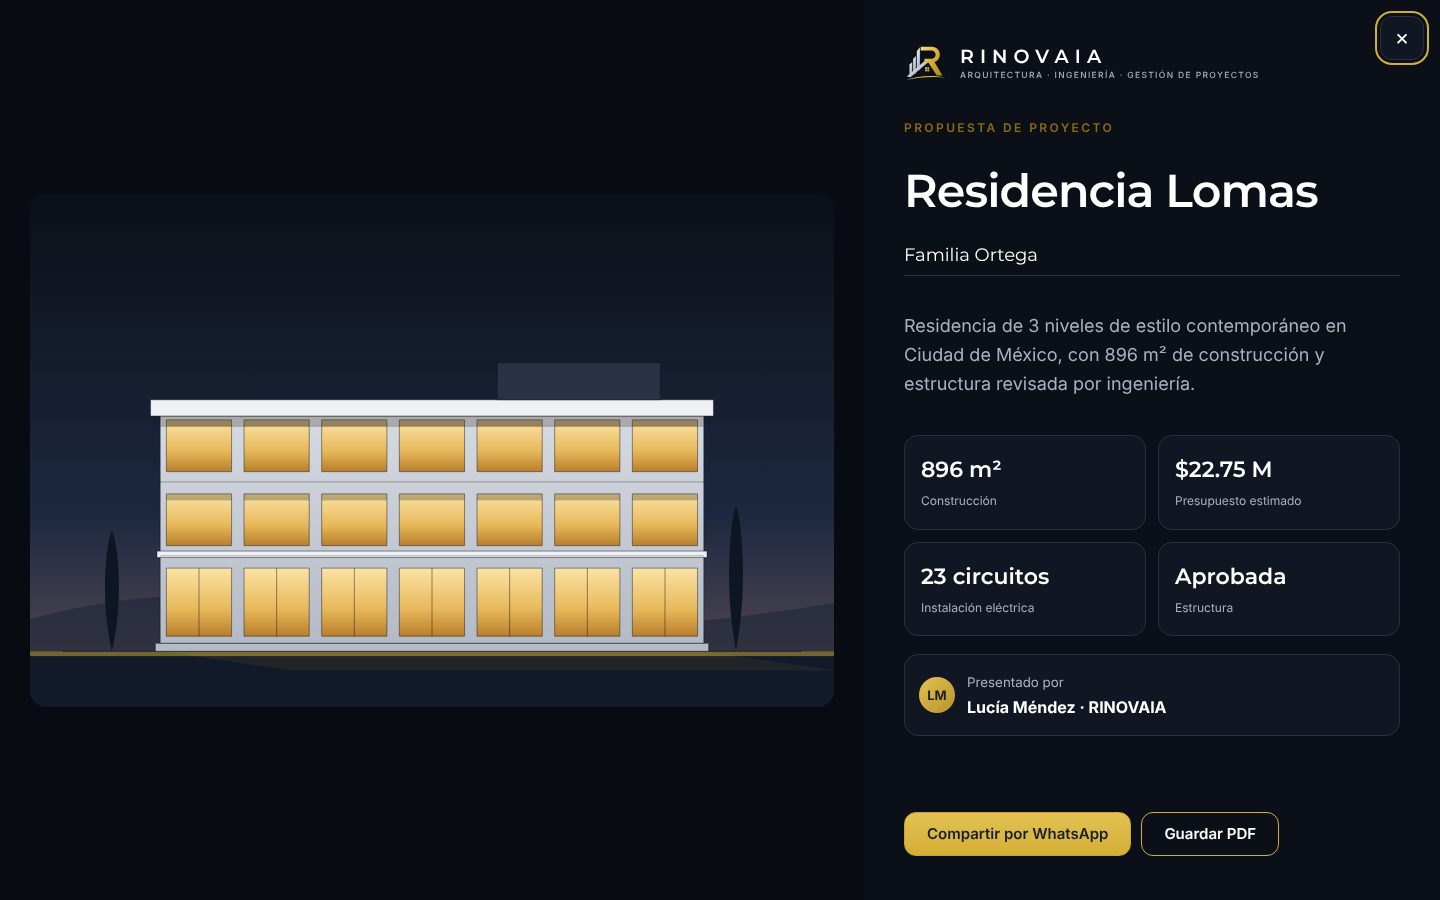 RINOVAIA
ARQUITECTURA · INGENIERÍA · GESTIÓN DE PROYECTOS
PROPUESTA DE PROYECTO
Residencia Lomas
Familia Ortega
Residencia de 3 niveles de estilo contemporáneo en
Ciudad de México, con 896 m² de construcción y
estructura revisada por ingeniería.
896 m²
Construcción
$22.75 M
Presupuesto estimado
23 circuitos
Instalación eléctrica
Aprobada
Estructura
LM
Presentado por
Lucía Méndez · RINOVAIA
Compartir por WhatsApp
Guardar PDF